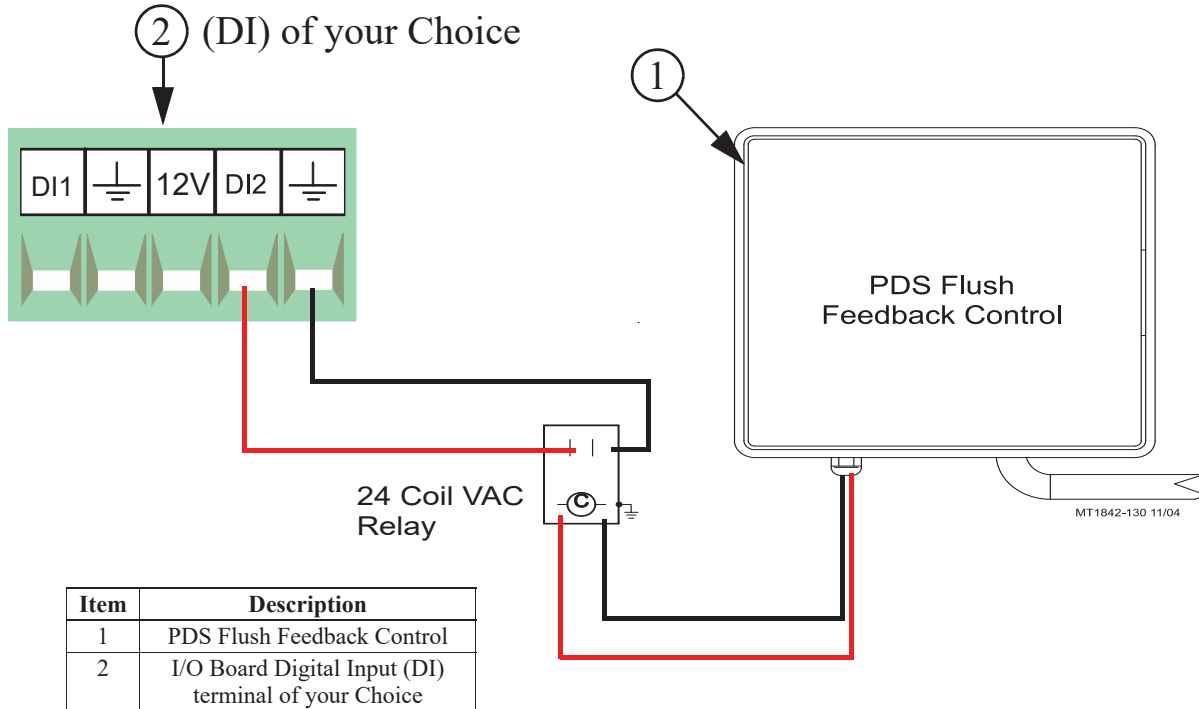 2 (DI) of your Choice
1
DI1 12V DI2
PDS Flush
Feedback Control
24 Coil VAC
Relay
C
MT1842-130 11/04
Item Description
1 PDS Flush Feedback Control
2 I/O Board Digital Input (DI)
terminal of your Choice